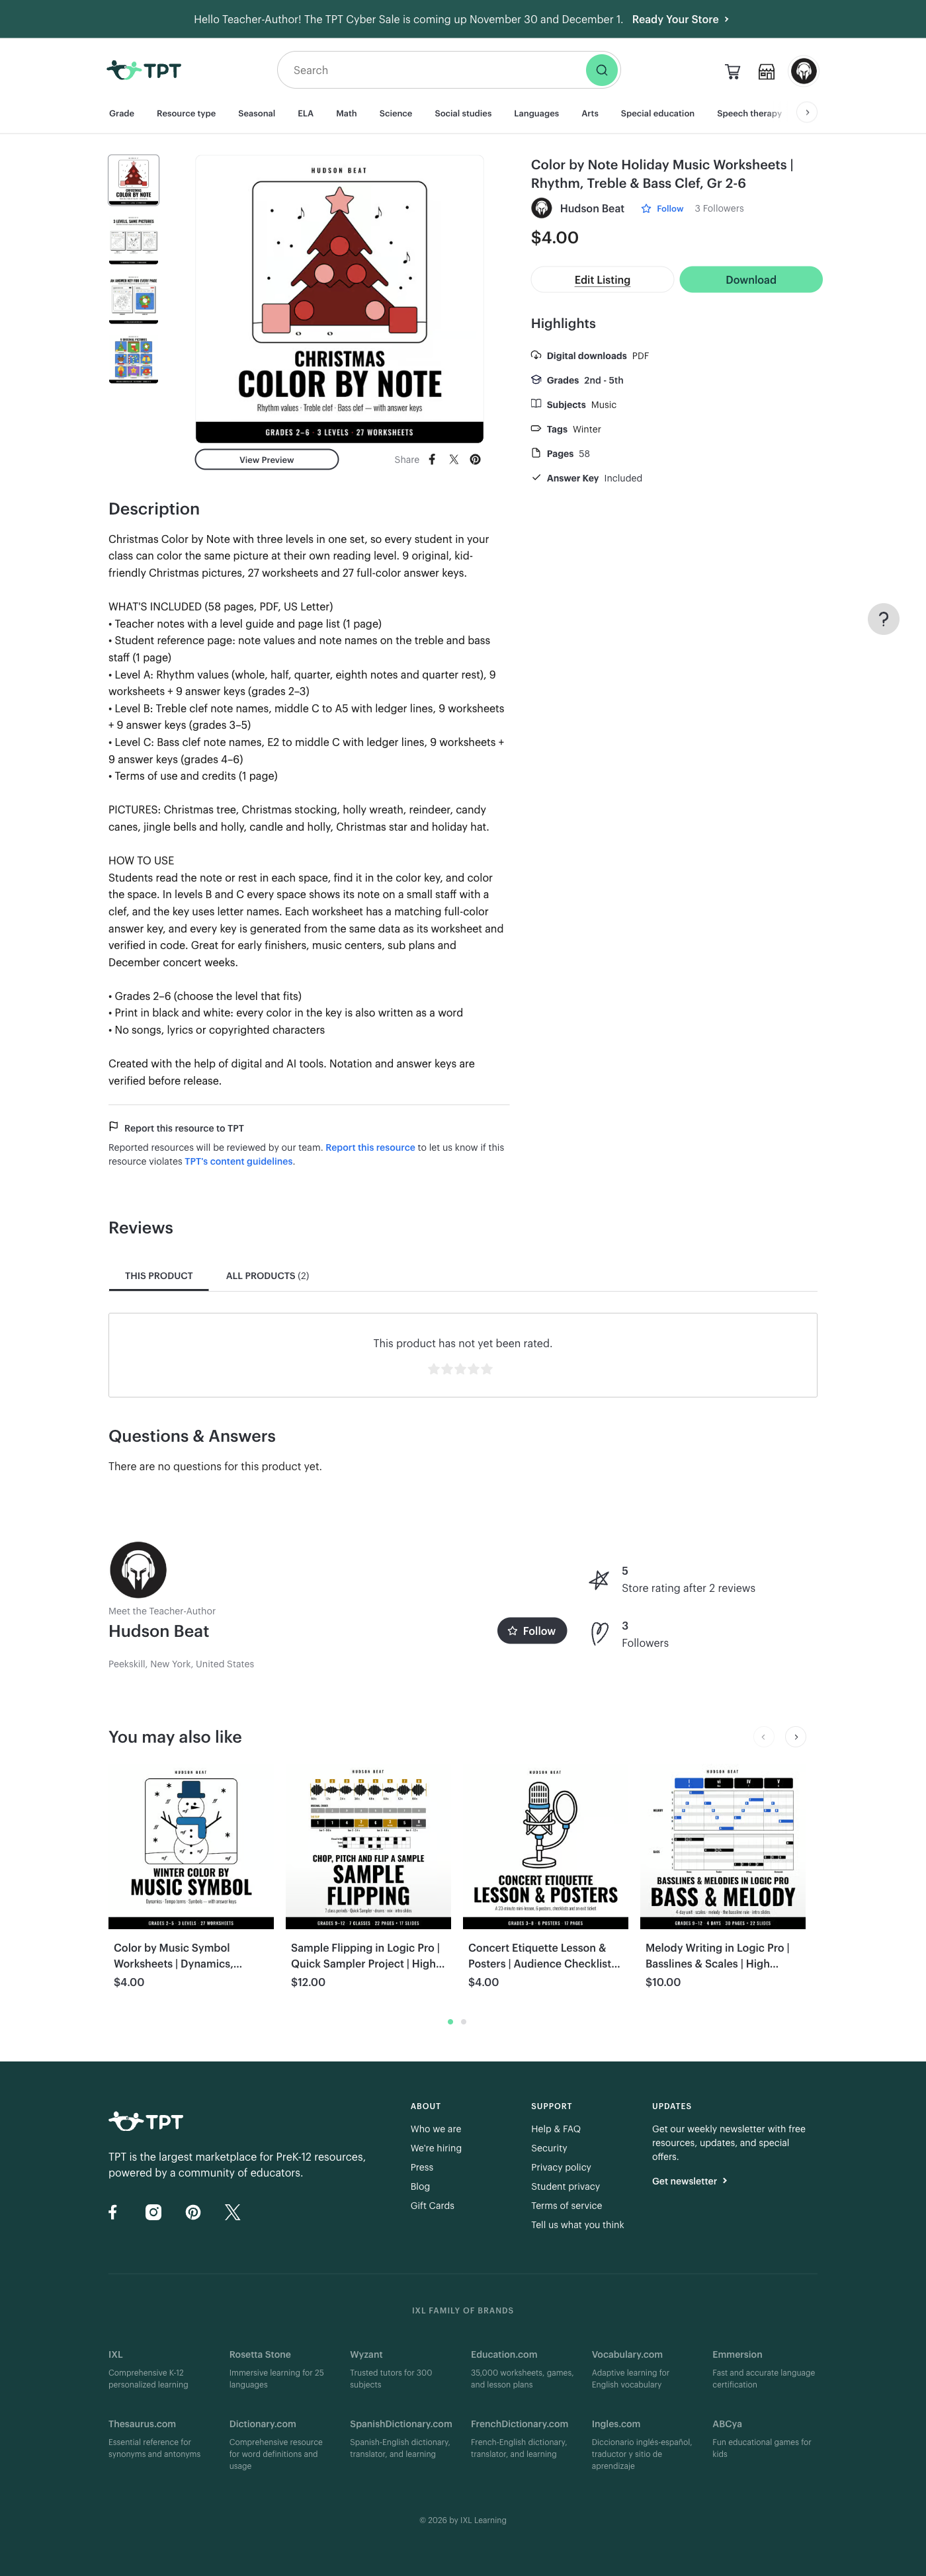 Hello Teacher-Author! The TPT Cyber Sale is coming up November 30 and December 1. Ready Your Store
TPT
Search
Grade Resource type Seasonal ELA Math Science Social studies Languages Arts Special education Speech therapy
HUDSON BEAT
CHRISTMAS
COLOR BY NOTE
Rhythm values · Treble clef · Bass clef — with answer keys
GRADES 2–6 · 3 LEVELS · 27 WORKSHEETS
View Preview
Share
Color by Note Holiday Music Worksheets |
Rhythm, Treble & Bass Clef, Gr 2-6
Hudson Beat Follow 3 Followers
$4.00
Edit Listing Download
Highlights
Digital downloads PDF
Grades 2nd - 5th
Subjects Music
Tags Winter
Pages 58
Answer Key Included
?
Description
Christmas Color by Note with three levels in one set, so every student in your
class can color the same picture at their own reading level. 9 original, kid-
friendly Christmas pictures, 27 worksheets and 27 full-color answer keys.
WHAT'S INCLUDED (58 pages, PDF, US Letter)
• Teacher notes with a level guide and page list (1 page)
• Student reference page: note values and note names on the treble and bass
staff (1 page)
• Level A: Rhythm values (whole, half, quarter, eighth notes and quarter rest), 9
worksheets + 9 answer keys (grades 2–3)
• Level B: Treble clef note names, middle C to A5 with ledger lines, 9 worksheets
+ 9 answer keys (grades 3–5)
• Level C: Bass clef note names, E2 to middle C with ledger lines, 9 worksheets +
9 answer keys (grades 4–6)
• Terms of use and credits (1 page)
PICTURES: Christmas tree, Christmas stocking, holly wreath, reindeer, candy
canes, jingle bells and holly, candle and holly, Christmas star and holiday hat.
HOW TO USE
Students read the note or rest in each space, find it in the color key, and color
the space. In levels B and C every space shows its note on a small staff with a
clef, and the key uses letter names. Each worksheet has a matching full-color
answer key, and every key is generated from the same data as its worksheet and
verified in code. Great for early finishers, music centers, sub plans and
December concert weeks.
• Grades 2–6 (choose the level that fits)
• Print in black and white: every color in the key is also written as a word
• No songs, lyrics or copyrighted characters
Created with the help of digital and AI tools. Notation and answer keys are
verified before release.
Report this resource to TPT
Reported resources will be reviewed by our team. Report this resource to let us know if this
resource violates TPT's content guidelines.
Reviews
THIS PRODUCT ALL PRODUCTS (2)
This product has not yet been rated.
Questions & Answers
There are no questions for this product yet.
Meet the Teacher-Author
Hudson Beat
Peekskill, New York, United States
Follow
5
Store rating after 2 reviews
3
Followers
You may also like
HUDSON BEAT
WINTER COLOR BY
MUSIC SYMBOL
GRADES 2–6 · 3 LEVELS · 27 WORKSHEETS
Color by Music Symbol
Worksheets | Dynamics,...
$4.00
HUDSON BEAT
CHOP, PITCH AND FLIP A SAMPLE
SAMPLE
FLIPPING
Sample Flipping in Logic Pro |
Quick Sampler Project | High...
$12.00
HUDSON BEAT
CONCERT ETIQUETTE
LESSON & POSTERS
Concert Etiquette Lesson &
Posters | Audience Checklist...
$4.00
HUDSON BEAT
BASSLINES & MELODIES IN LOGIC PRO
BASS & MELODY
Melody Writing in Logic Pro |
Basslines & Scales | High...
$10.00
TPT
TPT is the largest marketplace for PreK-12 resources,
powered by a community of educators.
ABOUT
Who we are
We're hiring
Press
Blog
Gift Cards
SUPPORT
Help & FAQ
Security
Privacy policy
Student privacy
Terms of service
Tell us what you think
UPDATES
Get our weekly newsletter with free
resources, updates, and special
offers.
Get newsletter
IXL FAMILY OF BRANDS
IXL
Comprehensive K-12
personalized learning
Rosetta Stone
Immersive learning for 25
languages
Wyzant
Trusted tutors for 300
subjects
Education.com
35,000 worksheets, games,
and lesson plans
Vocabulary.com
Adaptive learning for
English vocabulary
Emmersion
Fast and accurate language
certification
Thesaurus.com
Essential reference for
synonyms and antonyms
Dictionary.com
Comprehensive resource
for word definitions and
usage
SpanishDictionary.com
Spanish-English dictionary,
translator, and learning
FrenchDictionary.com
French-English dictionary,
translator, and learning
Ingles.com
Diccionario inglés-español,
traductor y sitio de
aprendizaje
ABCya
Fun educational games for
kids
© 2026 by IXL Learning